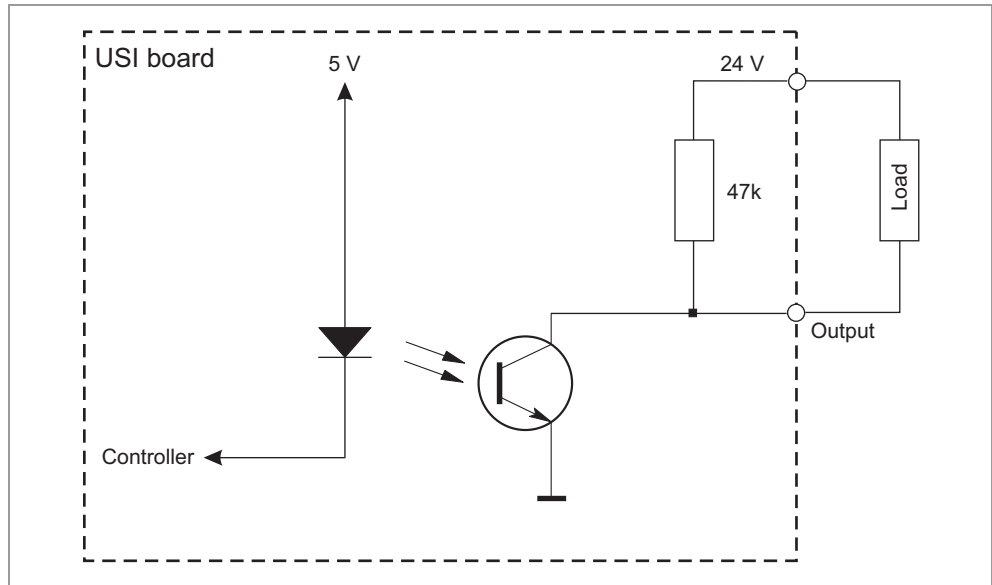 USI board
5 V
24 V
47k
Load
Output
Controller